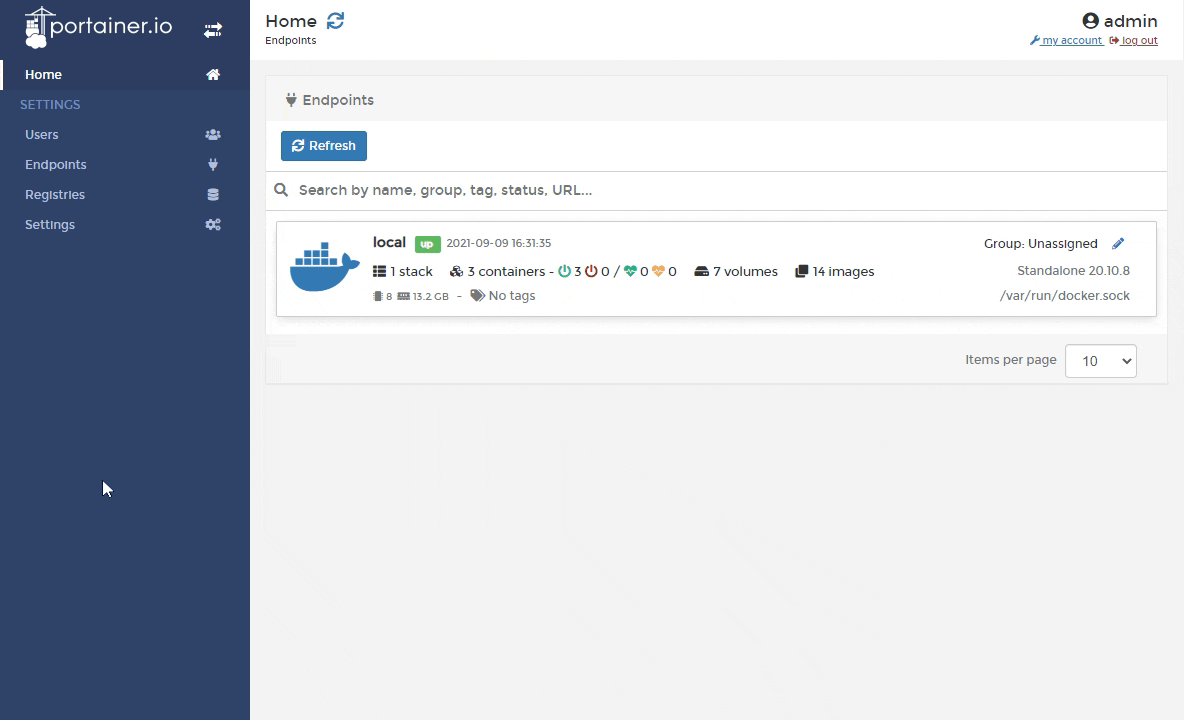 portainer.io
Home
SETTINGS
Users
Endpoints
Registries
Settings
Home
Endpoints
admin
my account log out
Endpoints
Refresh
Search by name, group, tag, status, URL...
local up 2021-09-09 16:31:35
Group: Unassigned
1 stack 3 containers - 3 0 / 0 0 7 volumes 14 images
Standalone 20.10.8
8 13.2 GB - No tags
/var/run/docker.sock
Items per page 10